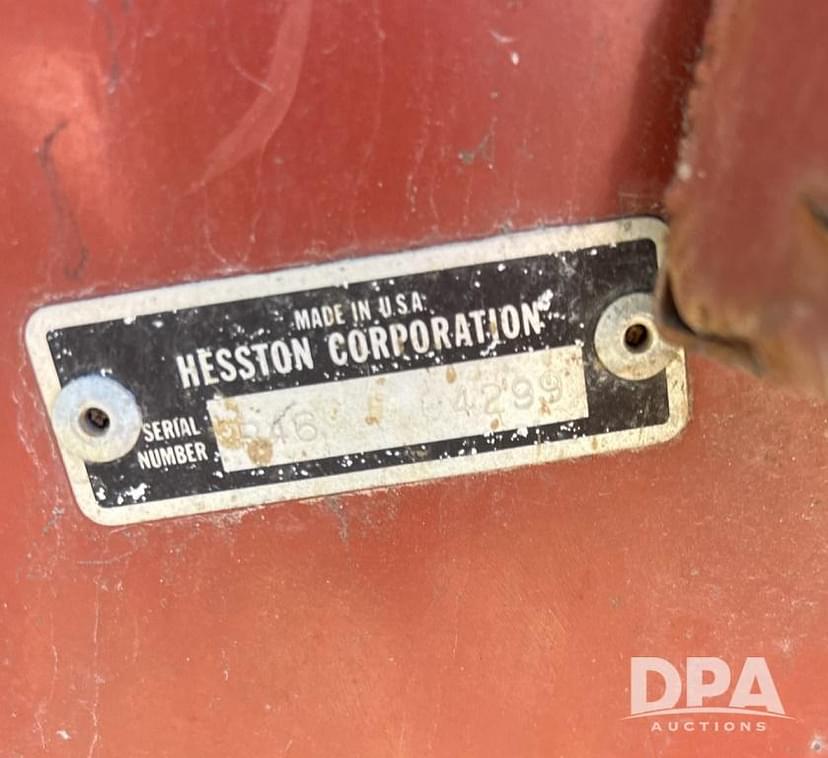 MADE IN U.S.A.
HESSTON CORPORATION
SERIAL
NUMBER
4299
DPA
AUCTIONS